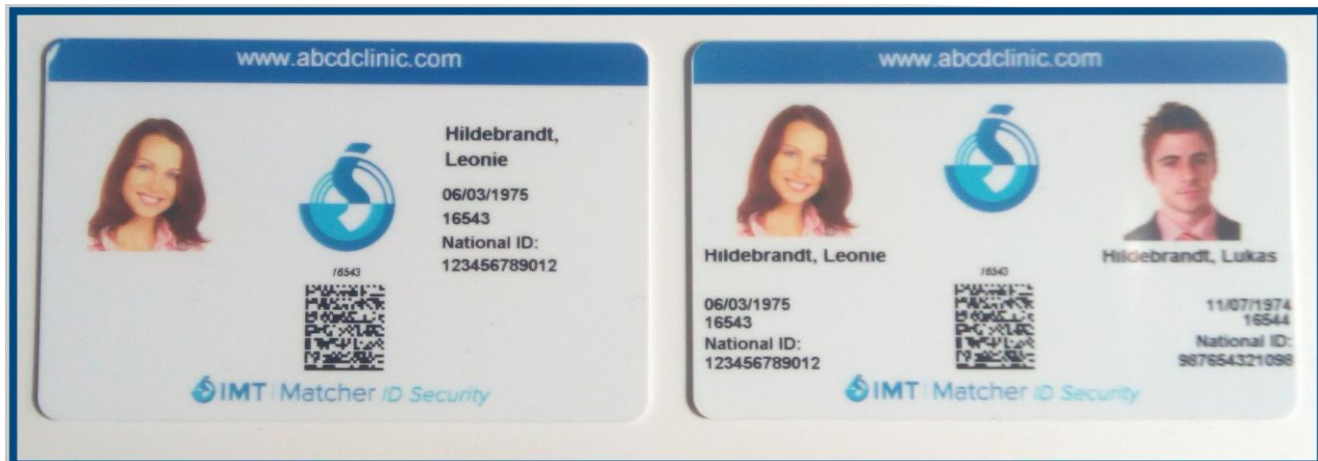 www.abcdclinic.com
Hildebrandt,
Leonie
06/03/1975
16543
National ID:
123456789012
16543
IMT Matcher ID Security
www.abcdclinic.com
Hildebrandt, Leonie
06/03/1975
16543
National ID:
123456789012
16543
Hildebrandt, Lukas
11/07/1974
16544
National ID:
987654321098
IMT Matcher ID Security